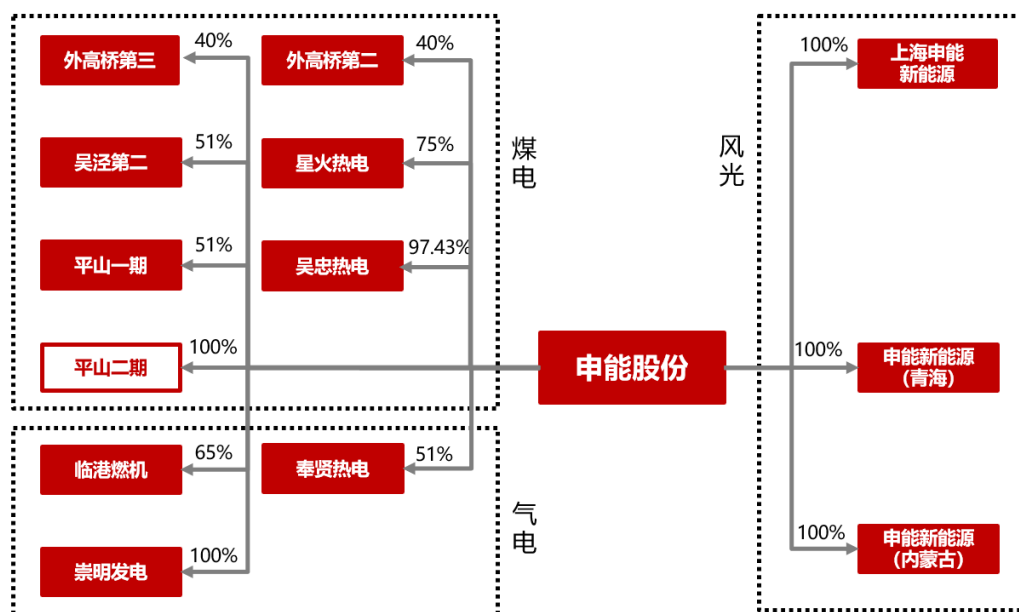 40%
外高桥第三
40%
外高桥第二
51%
吴泾第二
75%
星火热电
51%
平山一期
97.43%
吴忠热电
100%
平山二期
煤
电
65%
临港燃机
51%
奉贤热电
100%
崇明发电
气
电
申能股份
风
光
100%
上海申能
新能源
100%
申能新能源
（青海）
100%
申能新能源
（内蒙古）